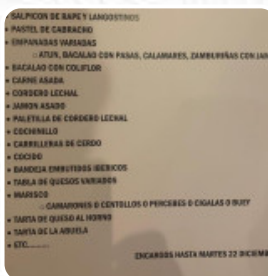 • SALPICON DE RAPE Y LANGOSTINOS
• PASTEL DE CABRACHO
• EMPANADAS VARIADAS
○ ATUN, BACALAO CON PASAS, CALAMARES, ZAMBURIÑAS CON
• BACALAO CON COLIFLOR
• CARNE ASADA
• CORDERO LECHAL
• JAMON ASADO
• PALETILLA DE CORDERO LECHAL
• COCHINILLO
• CARRILLERAS DE CERDO
• COCIDO
• BANDEJA EMBUTIDOS IBERICOS
• TABLA DE QUESOS VARIADOS
• MARISCO
○ CAMARONES O CENTOLLOS O PERCEBES O CIGALAS O BUEY
• TARTA DE QUESO AL HORNO
• TARTA DE LA ABUELA
• ETC..........
ENCARGOS HASTA MARTES 22 DICIEMB